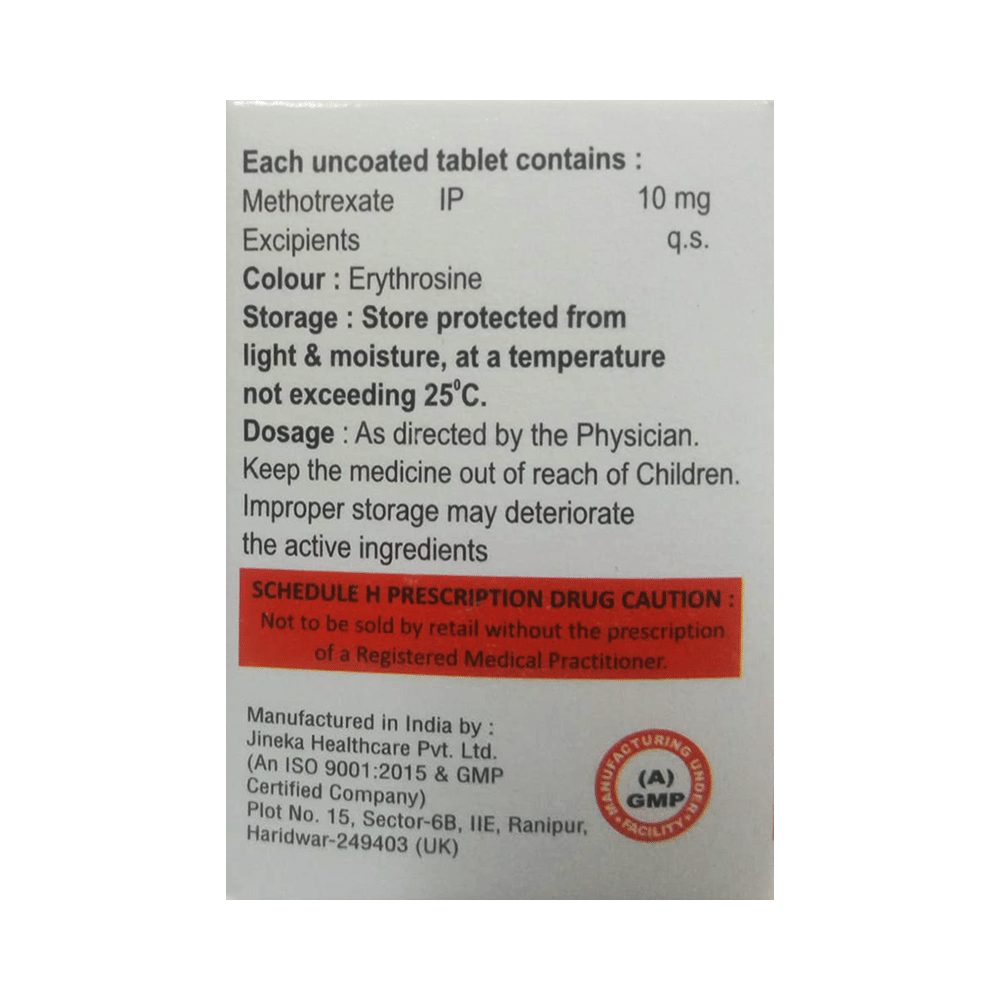 Each uncoated tablet contains :
Methotrexate IP 10 mg
Excipients q.s.
Colour : Erythrosine
Storage : Store protected from
light & moisture, at a temperature
not exceeding 25⁰C.
Dosage : As directed by the Physician.
Keep the medicine out of reach of Children.
Improper storage may deteriorate
the active ingredients
SCHEDULE H PRESCRIPTION DRUG CAUTION :
Not to be sold by retail without the prescription
of a Registered Medical Practitioner.
Manufactured in India by :
Jineka Healthcare Pvt. Ltd.
(An ISO 9001:2015 & GMP
Certified Company)
Plot No. 15, Sector-6B, IIE, Ranipur,
Haridwar-249403 (UK)
MANUFACTURING UNDER
(A)
GMP
FACILITY